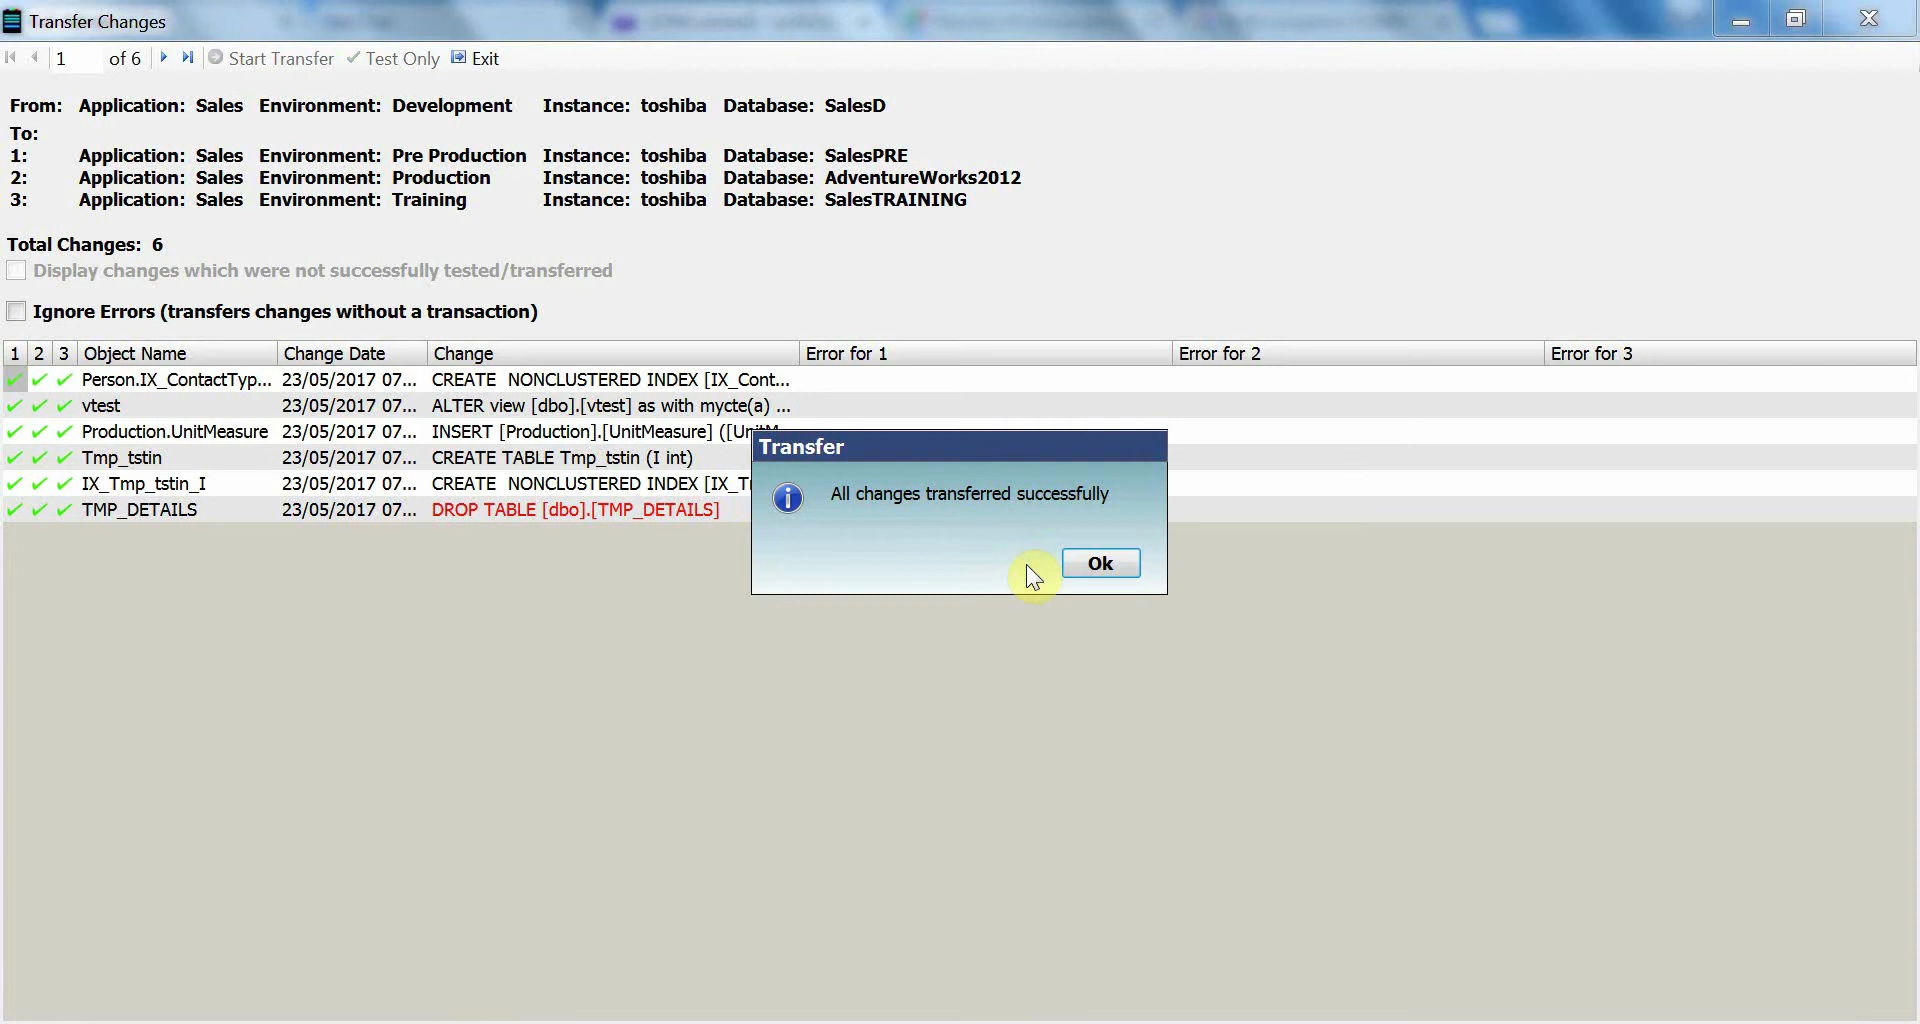 Transfer Changes
1 of 6 Start Transfer Test Only Exit
From: Application: Sales Environment: Development Instance: toshiba Database: SalesD
To:
1: Application: Sales Environment: Pre Production Instance: toshiba Database: SalesPRE
2: Application: Sales Environment: Production Instance: toshiba Database: AdventureWorks2012
3: Application: Sales Environment: Training Instance: toshiba Database: SalesTRAINING
Total Changes: 6
Display changes which were not successfully tested/transferred
Ignore Errors (transfers changes without a transaction)
1 2 3 Object Name Change Date Change Error for 1 Error for 2 Error for 3
Person.IX_ContactTyp... 23/05/2017 07... CREATE NONCLUSTERED INDEX [IX_Cont...
vtest 23/05/2017 07... ALTER view [dbo].[vtest] as with mycte(a) ...
Production.UnitMeasure 23/05/2017 07... INSERT [Production].[UnitMeasure]
Tmp_tstin 23/05/2017 07... CREATE TABLE Tmp_tstin (I int)
IX_Tmp_tstin_I 23/05/2017 07... CREATE NONCLUSTERED INDEX
TMP_DETAILS 23/05/2017 07... DROP TABLE [dbo].[TMP_DETAILS]
Transfer
All changes transferred successfully
Ok